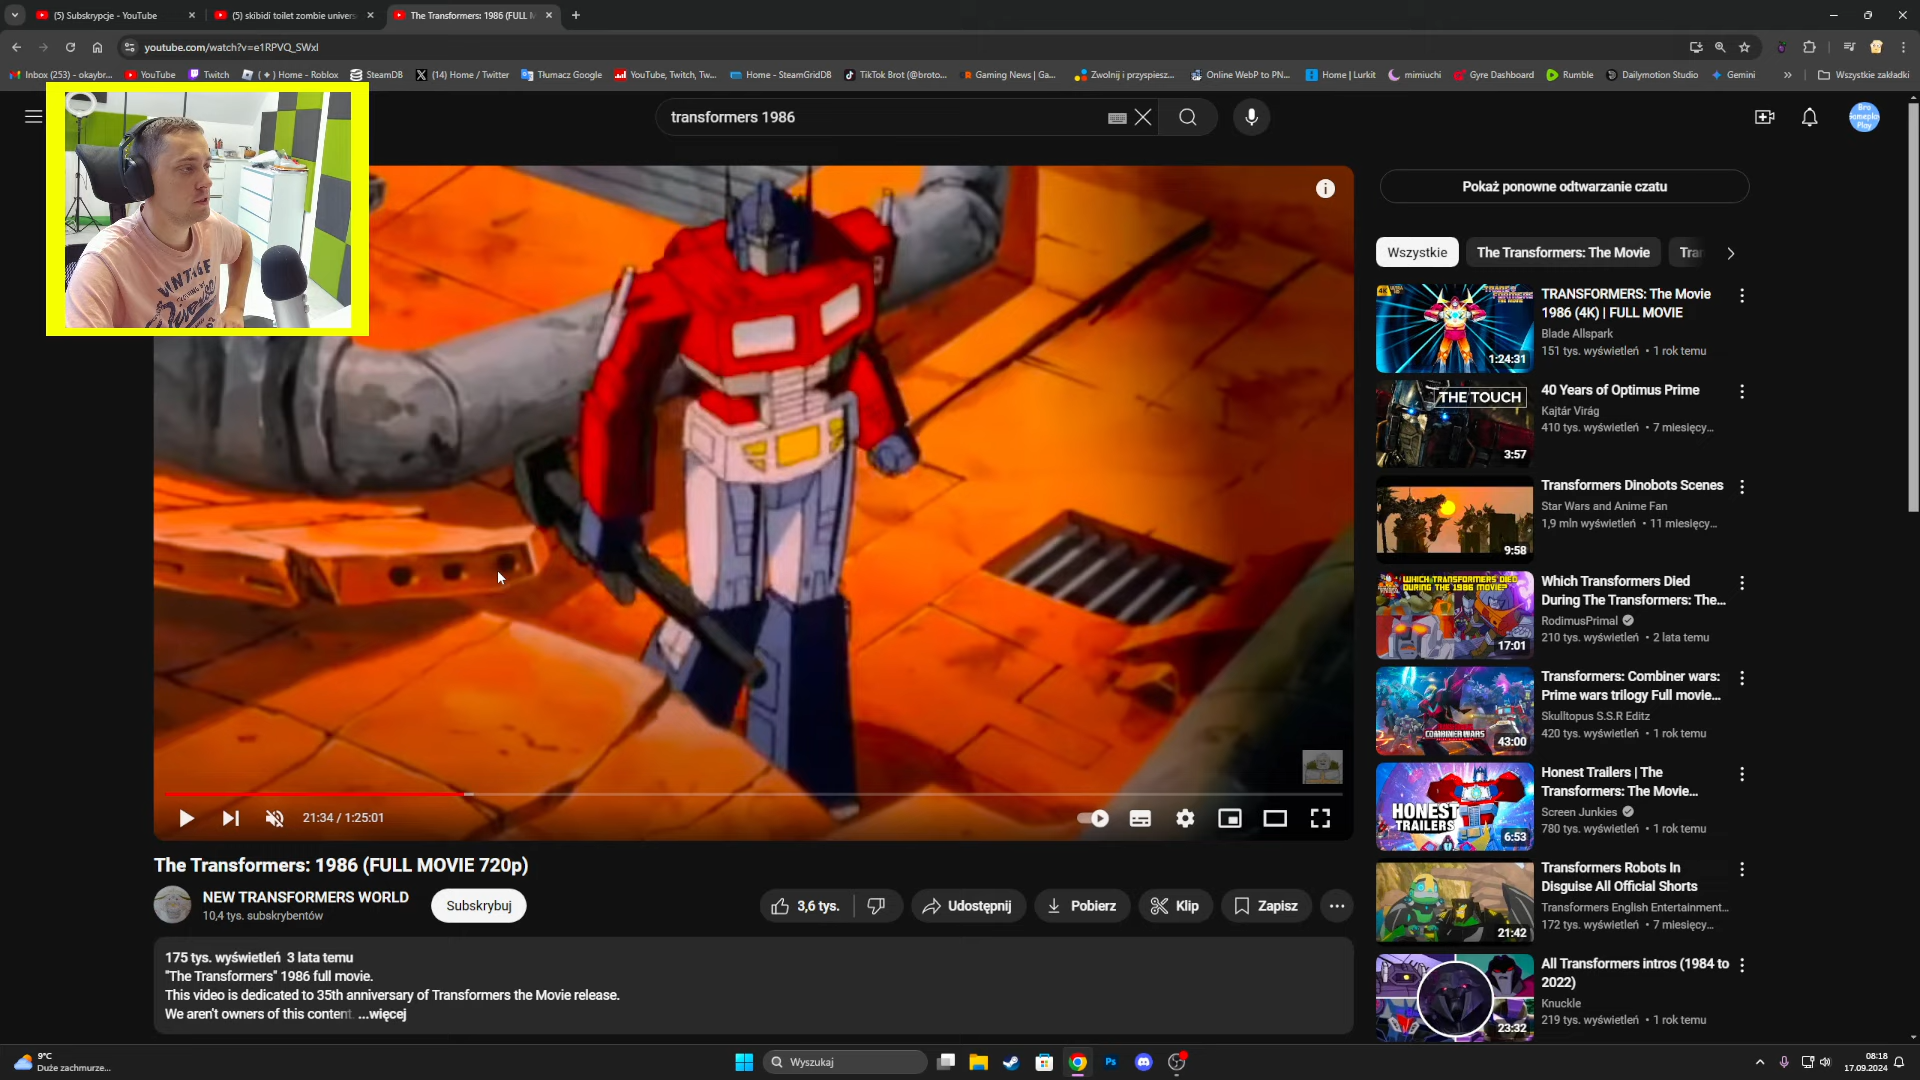 (5) Subskrypcje - YouTube
(5) skibidi toilet zombie univers
The Transformers: 1986 (FULL M
youtube.com/watch?v=e1RPVQ_SWxI
Inbox (253) - okaybr...
YouTube
Twitch
( ✦ ) Home - Roblox
SteamDB
(14) Home / Twitter
Tłumacz Google
YouTube, Twitch, Tw...
Home - SteamGridDB
TikTok Brot (@broto...
Gaming News | Ga...
Zwolnij i przyspiesz...
Online WebP to PN...
Home | Lurkit
mimiuchi
Gyre Dashboard
Rumble
Dailymotion Studio
Gemini
»
Wszystkie zakładki
transformers 1986
Bro
Gameplay
Play
VINTAGE
Pokaż ponowne odtwarzanie czatu
Wszystkie
The Transformers: The Movie
Tra
TRANSFORMERS: The Movie
1986 (4K) | FULL MOVIE
Blade Allspark
151 tys. wyświetleń • 1 rok temu
1:24:31
THE TOUCH
40 Years of Optimus Prime
Kajtár Virág
410 tys. wyświetleń • 7 miesięcy...
3:57
Transformers Dinobots Scenes
Star Wars and Anime Fan
1,9 mln wyświetleń • 11 miesięcy...
9:58
WHICH TRANSFORMERS DIED
DURING THE 1986 MOVIE?
Which Transformers Died
During The Transformers: The...
RodimusPrimal
210 tys. wyświetleń • 2 lata temu
17:01
COMBINER WARS
Transformers: Combiner wars:
Prime wars trilogy Full movie...
Skulltopus S.S.R Editz
420 tys. wyświetleń • 1 rok temu
43:00
HONEST
TRAILERS
Honest Trailers | The
Transformers: The Movie...
Screen Junkies
780 tys. wyświetleń • 1 rok temu
6:53
Transformers Robots In
Disguise All Official Shorts
Transformers English Entertainment...
172 tys. wyświetleń • 7 miesięcy...
21:42
All Transformers intros (1984 to
2022)
Knuckle
219 tys. wyświetleń • 1 rok temu
23:32
21:34 / 1:25:01
The Transformers: 1986 (FULL MOVIE 720p)
NEW TRANSFORMERS WORLD
10,4 tys. subskrybentów
Subskrybuj
3,6 tys.
Udostępnij
Pobierz
Klip
Zapisz
175 tys. wyświetleń 3 lata temu
"The Transformers" 1986 full movie.
This video is dedicated to 35th anniversary of Transformers the Movie release.
We aren't owners of this content. ...więcej
9°C
Duże zachmurze...
Wyszukaj
Ps
08:18
17.09.2024